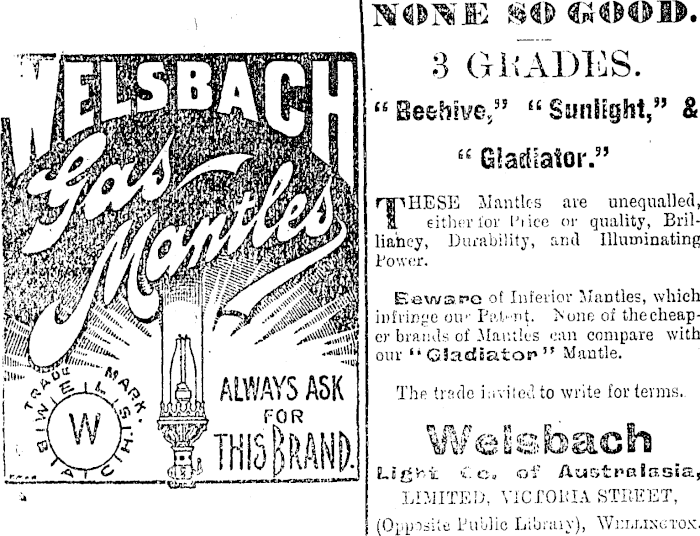 WELSBACH
Gas
Mantles
TRADE MARK.
WELSBACH
W
ALWAYS ASK
FOR
THIS BRAND.
NONE SO GOOD.
3 GRADES.
"Beehive," "Sunlight," &
"Gladiator."
THESE Mantles are unequalled,
either for Price or quality, Bril-
liancy, Durability, and Illuminating
Power.
Beware of Inferior Mantles, which
infringe our Patent. None of the cheap-
er brands of Mantles can compare with
our "Gladiator" Mantle.
The trade invited to write for terms.
Welsbach
Light Co. of Australasia,
LIMITED, VICTORIA STREET,
(Opposite Public Library), WELLINGTON.